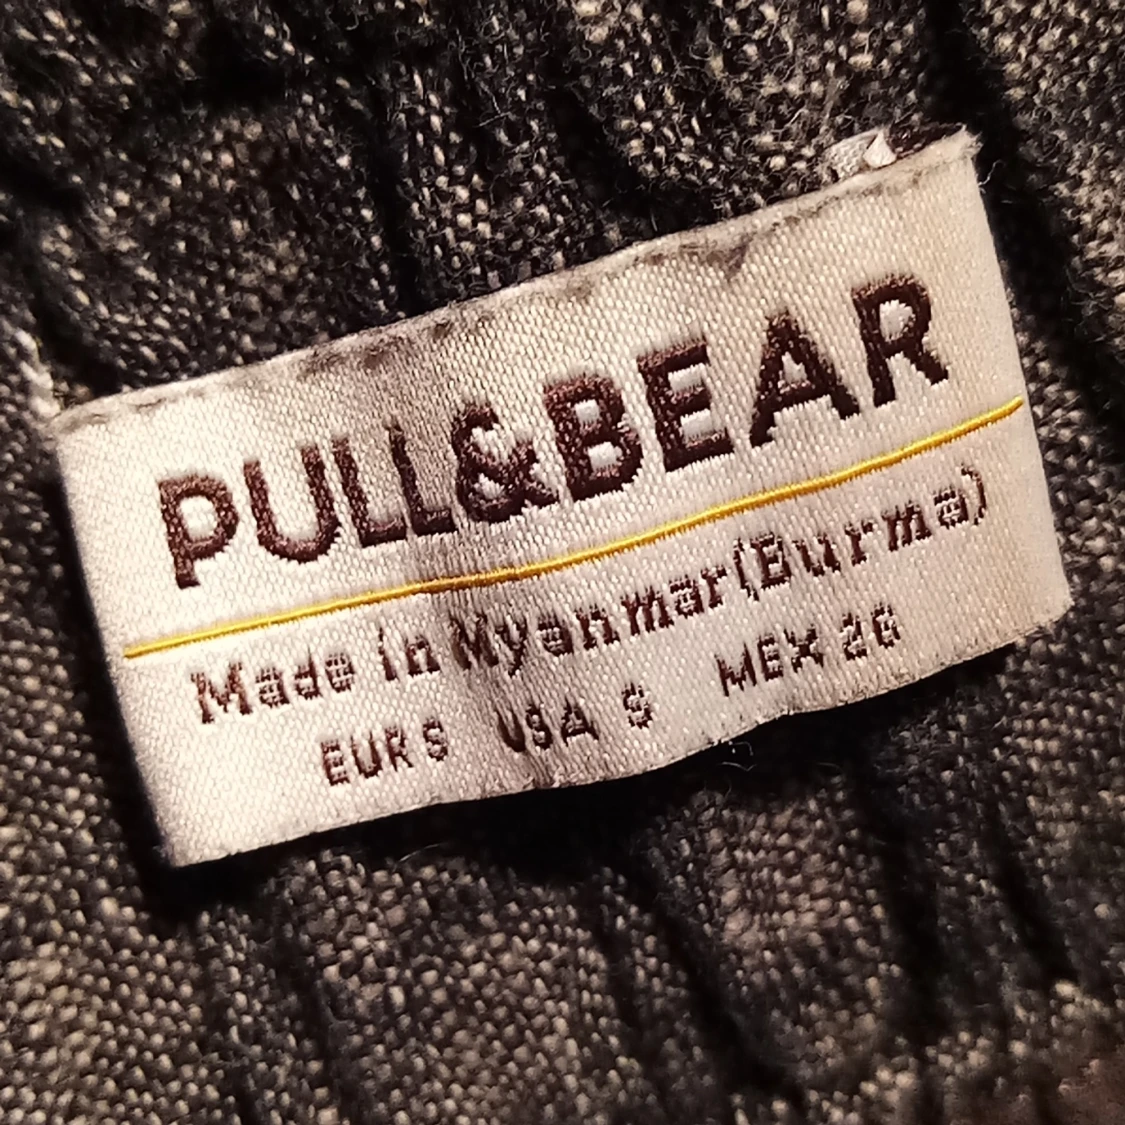 PULL&BEAR
Made in Myanmar(Burma)
EUR S USA S MEX 26